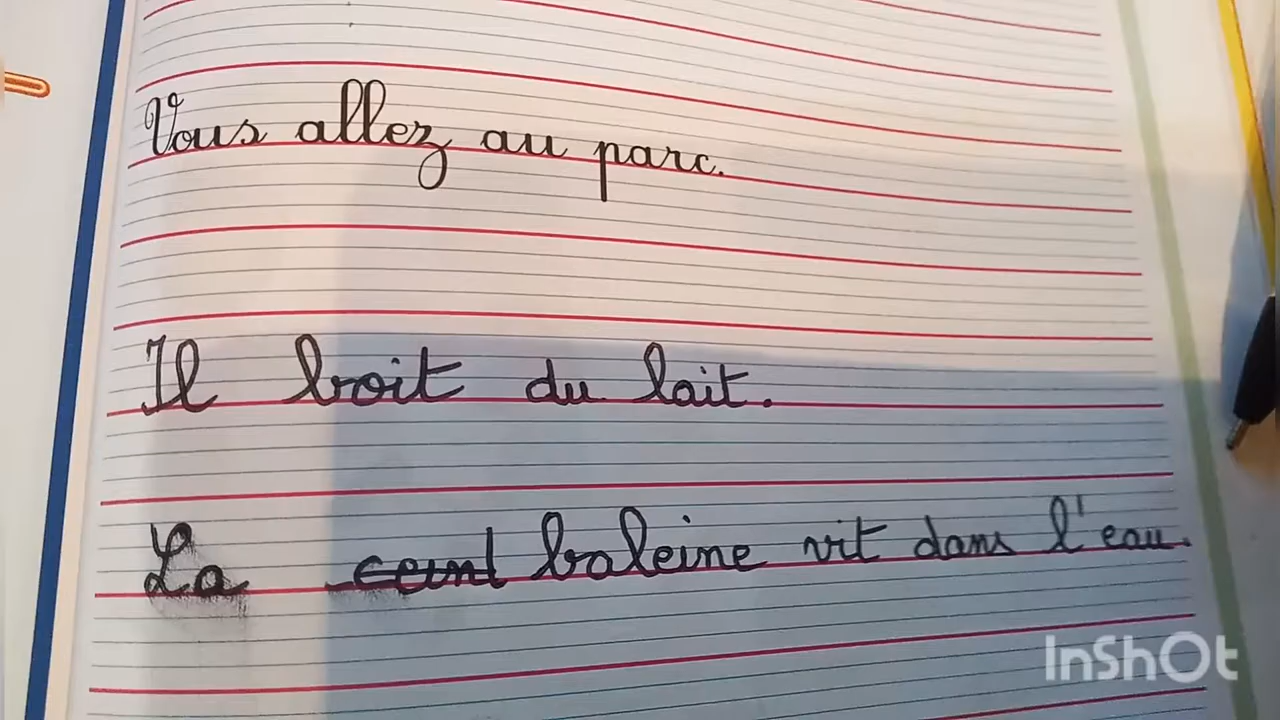 Vous allez au parc.
Il boit du lait.
La baleine vit dans l'eau.
InShOt